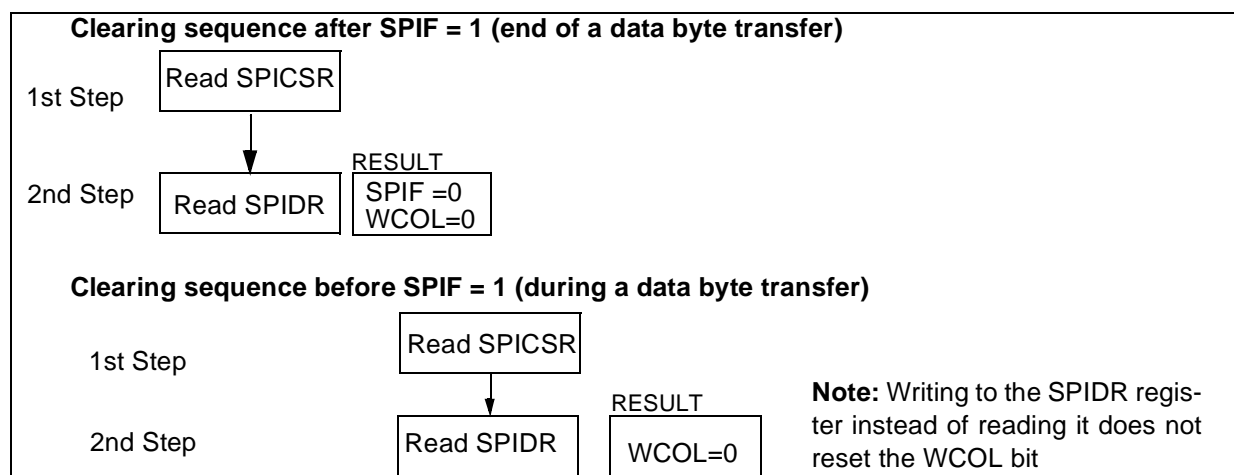 Clearing sequence after SPIF = 1 (end of a data byte transfer)
1st Step
Read SPICSR
2nd Step
Read SPIDR
RESULT
SPIF =0
WCOL=0
Clearing sequence before SPIF = 1 (during a data byte transfer)
1st Step
Read SPICSR
2nd Step
Read SPIDR
RESULT
WCOL=0
Note: Writing to the SPIDR regis-
ter instead of reading it does not
reset the WCOL bit